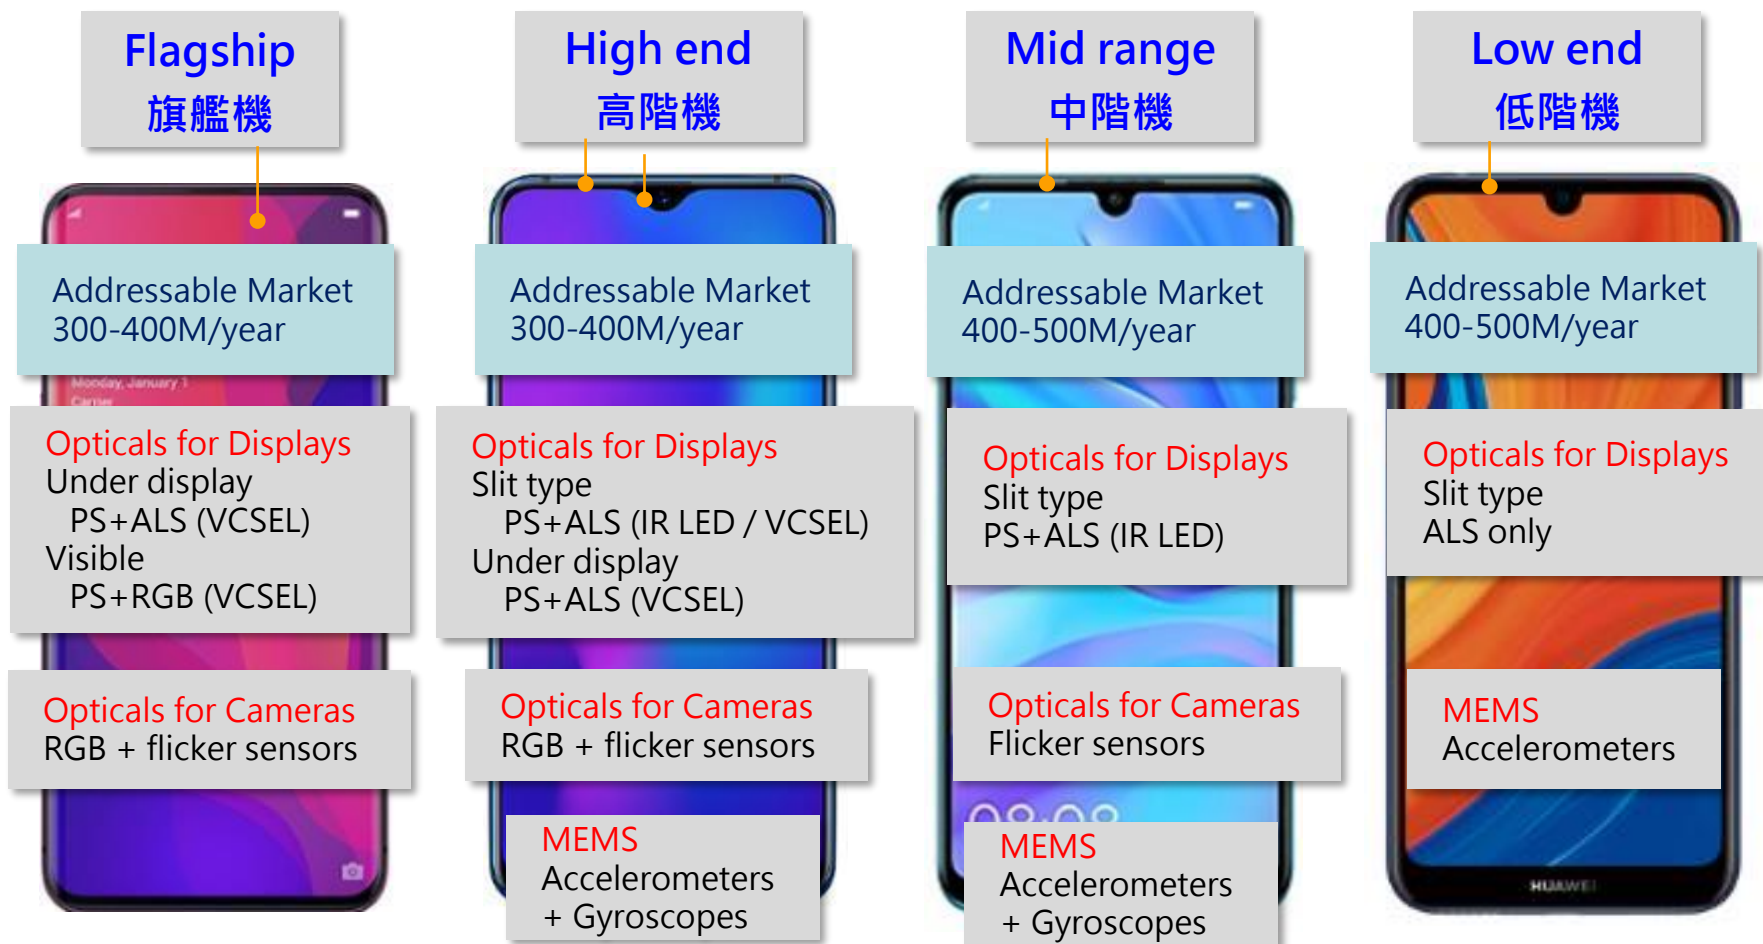 Flagship
旗艦機
Addressable Market
300-400M/year
Monday, January 1
Carrier
Opticals for Displays
Under display
PS+ALS (VCSEL)
Visible
PS+RGB (VCSEL)
Opticals for Cameras
RGB + flicker sensors
High end
高階機
Addressable Market
300-400M/year
Opticals for Displays
Slit type
PS+ALS (IR LED / VCSEL)
Under display
PS+ALS (VCSEL)
Opticals for Cameras
RGB + flicker sensors
MEMS
Accelerometers
+ Gyroscopes
Mid range
中階機
Addressable Market
400-500M/year
Opticals for Displays
Slit type
PS+ALS (IR LED)
Opticals for Cameras
Flicker sensors
MEMS
Accelerometers
+ Gyroscopes
Low end
低階機
Addressable Market
400-500M/year
Opticals for Displays
Slit type
ALS only
MEMS
Accelerometers
HUAWEI